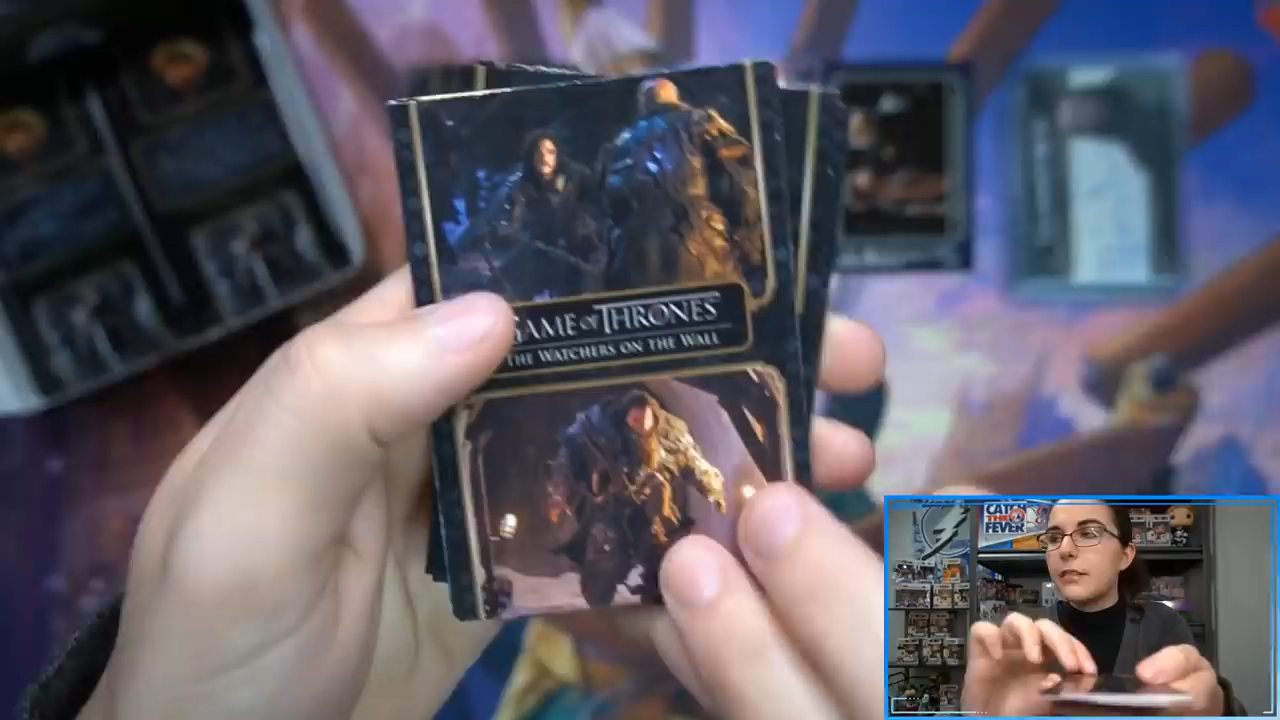 GAME OF THRONES
THE WATCHERS ON THE WALL
CATCH
THE
FEVER